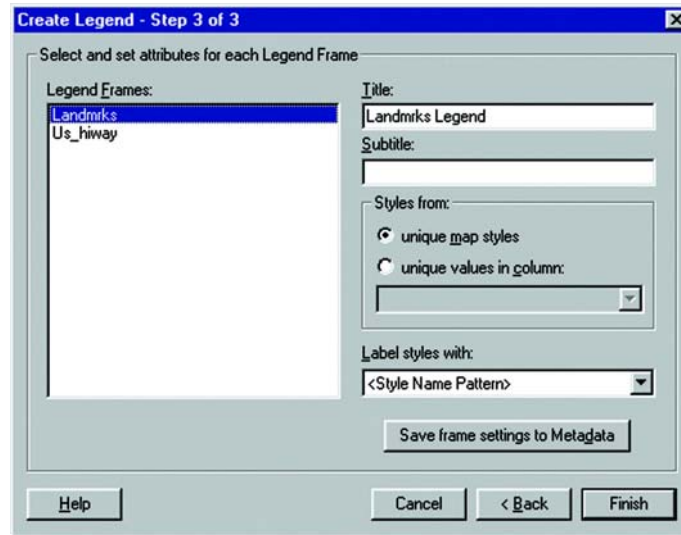 Create Legend - Step 3 of 3
Select and set attributes for each Legend Frame
Legend Frames:
Landmrks
Us_hiway
Title:
Landmrks Legend
Subtitle:
Styles from:
unique map styles
unique values in column:
Label styles with:
<Style Name Pattern>
Save frame settings to Metadata
Help
Cancel
< Back
Finish